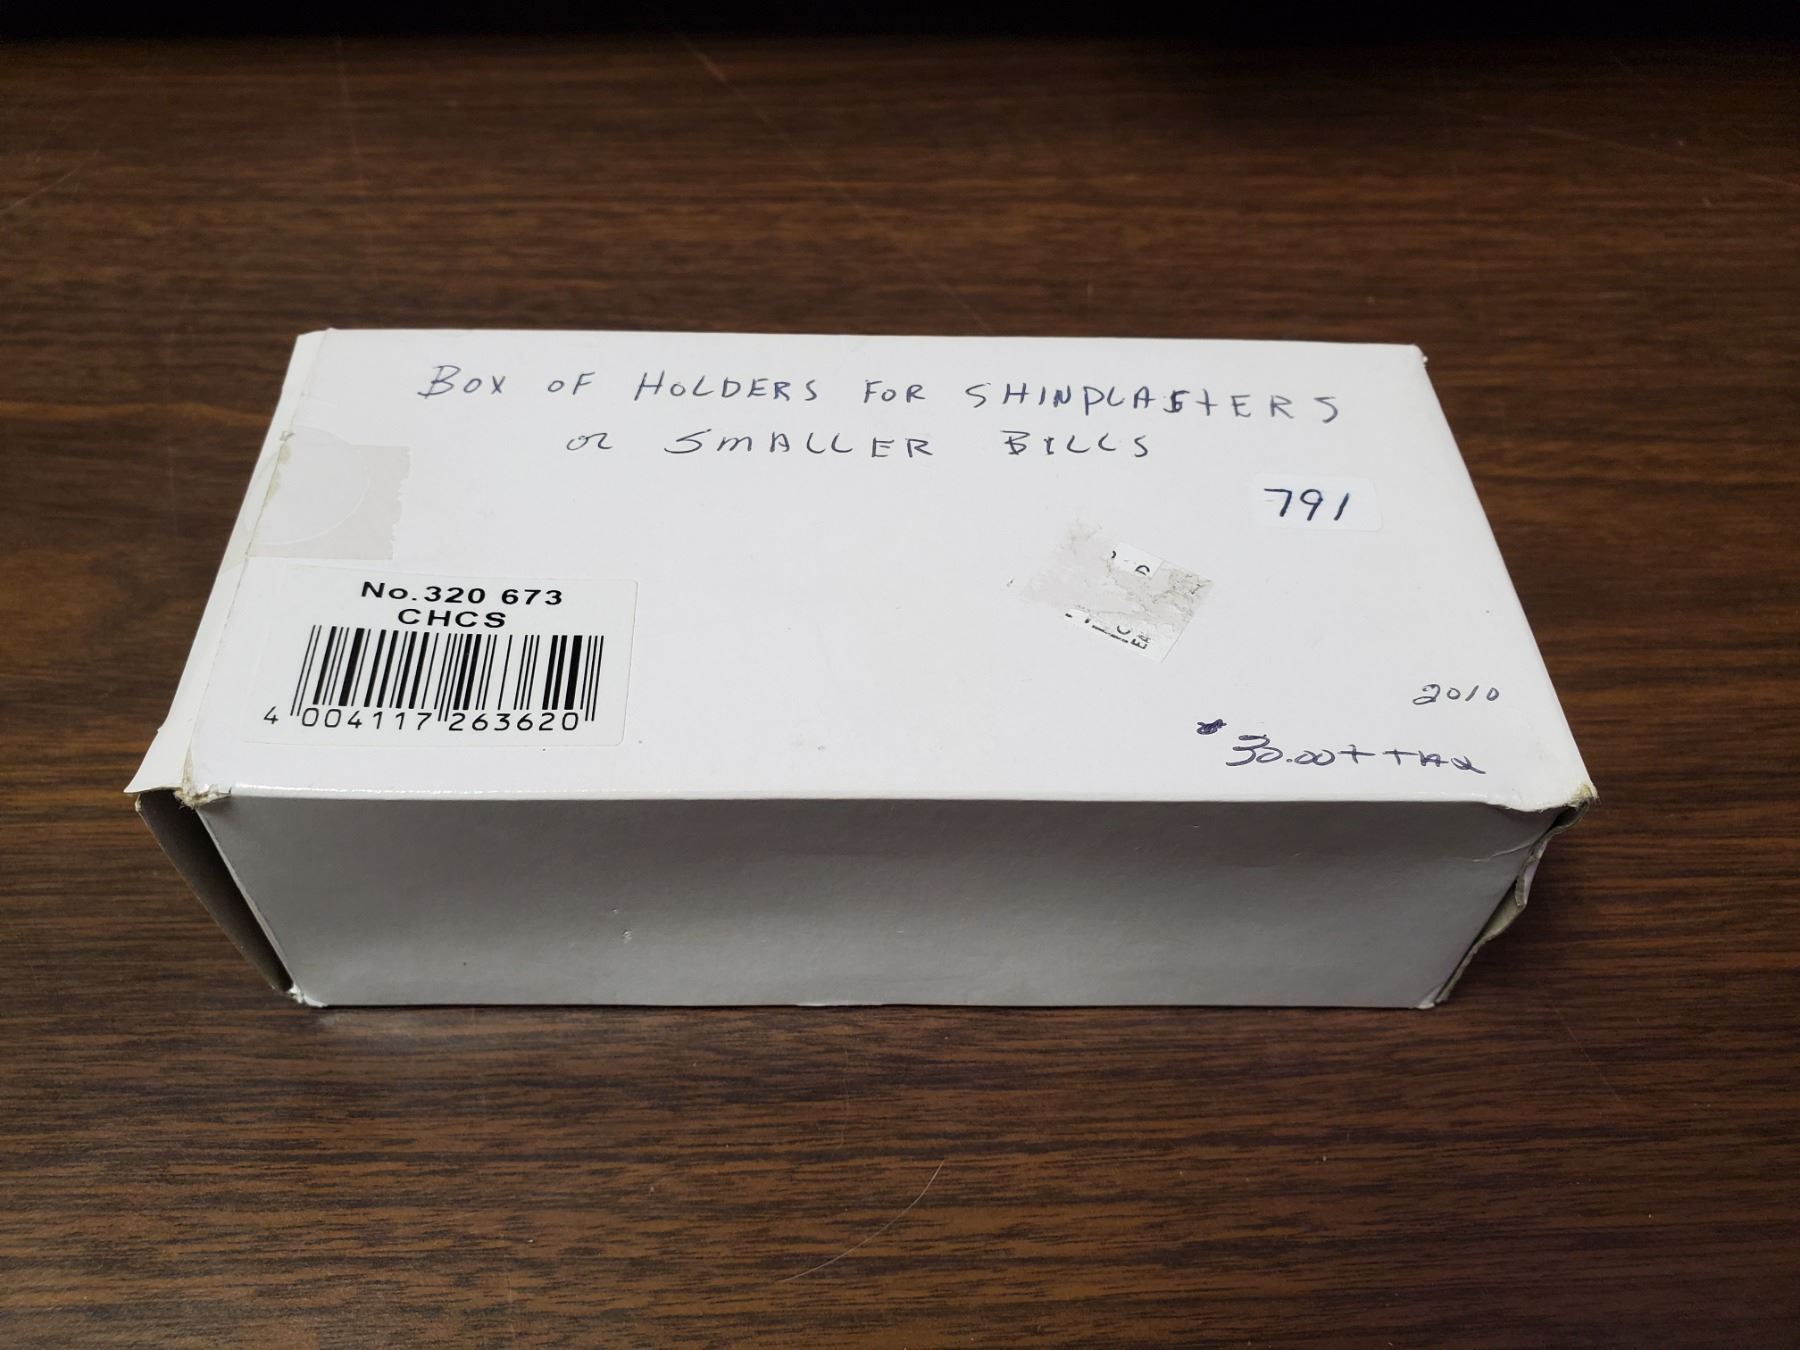 BOX OF HOLDERS FOR SHINPLASTERS
OR SMALLER BILLS
791
No.320 673
CHCS
4 004117 263620
2010
30.00 + TAX